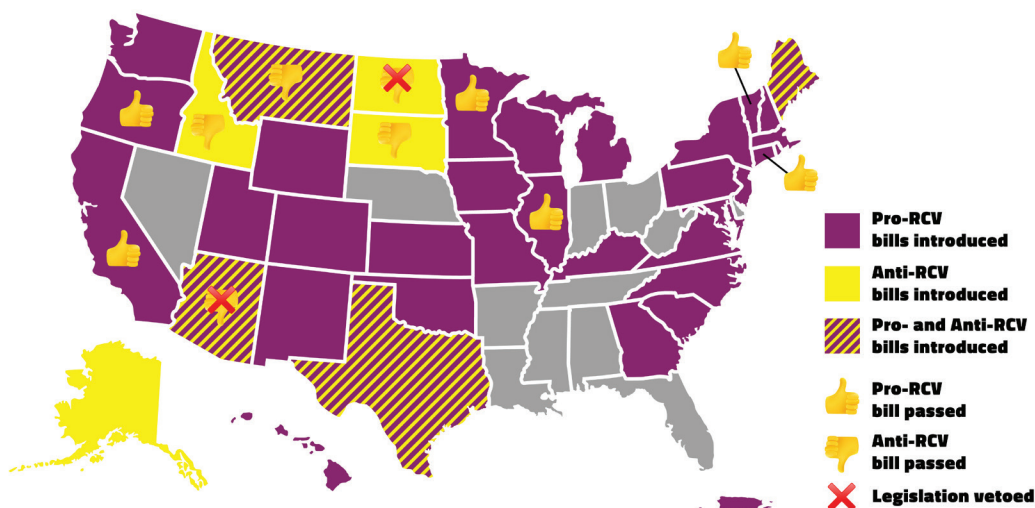 Pro-RCV
bills introduced
Anti-RCV
bills introduced
Pro- and Anti-RCV
bills introduced
Pro-RCV
bill passed
Anti-RCV
bill passed
Legislation vetoed